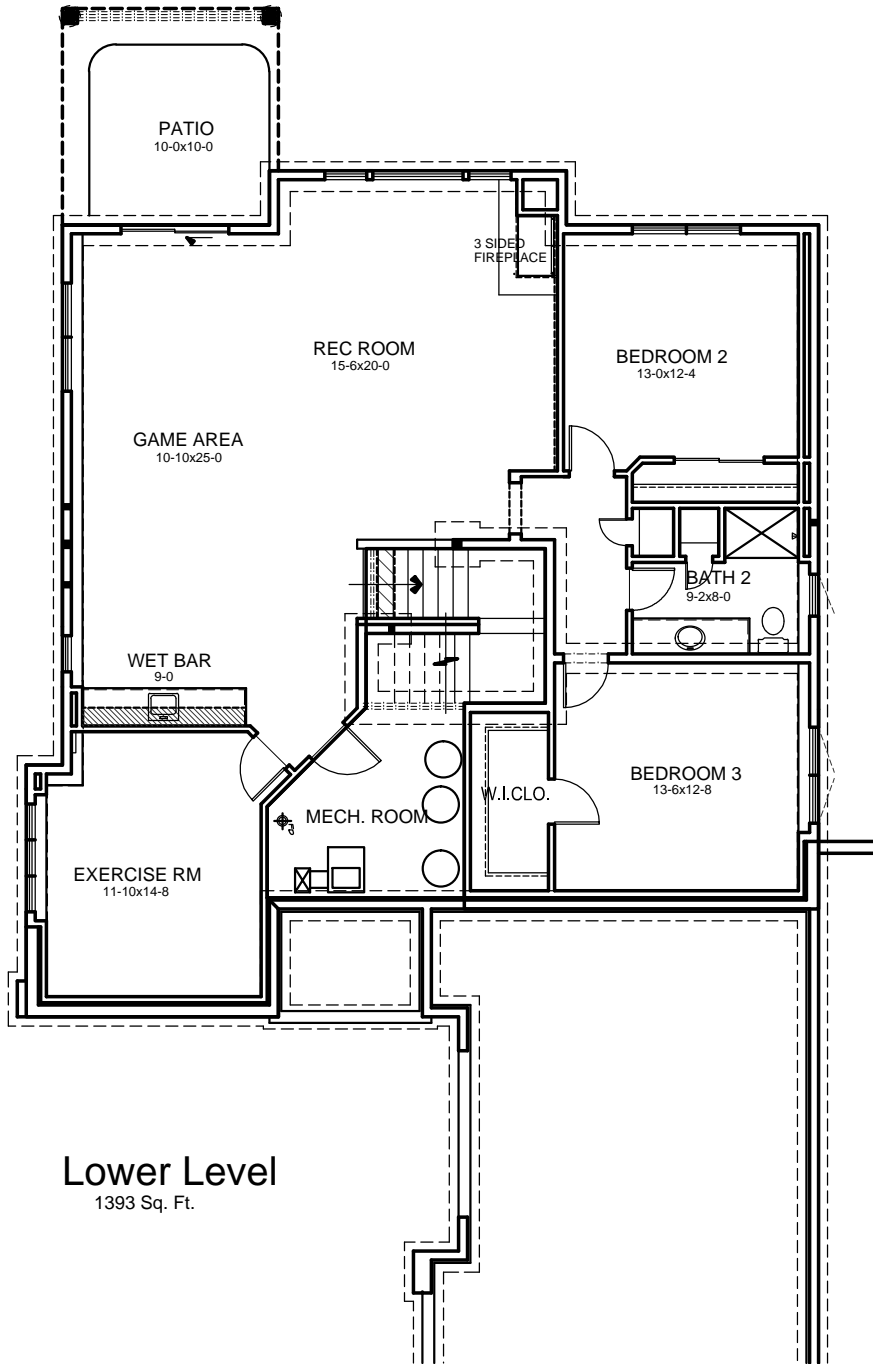 PATIO
10-0x10-0
3 SIDED
FIREPLACE
REC ROOM
15-6x20-0
BEDROOM 2
13-0x12-4
GAME AREA
10-10x25-0
BATH 2
9-2x8-0
WET BAR
9-0
BEDROOM 3
13-6x12-8
W.I.CLO.
MECH. ROOM
EXERCISE RM
11-10x14-8
Lower Level
1393 Sq. Ft.